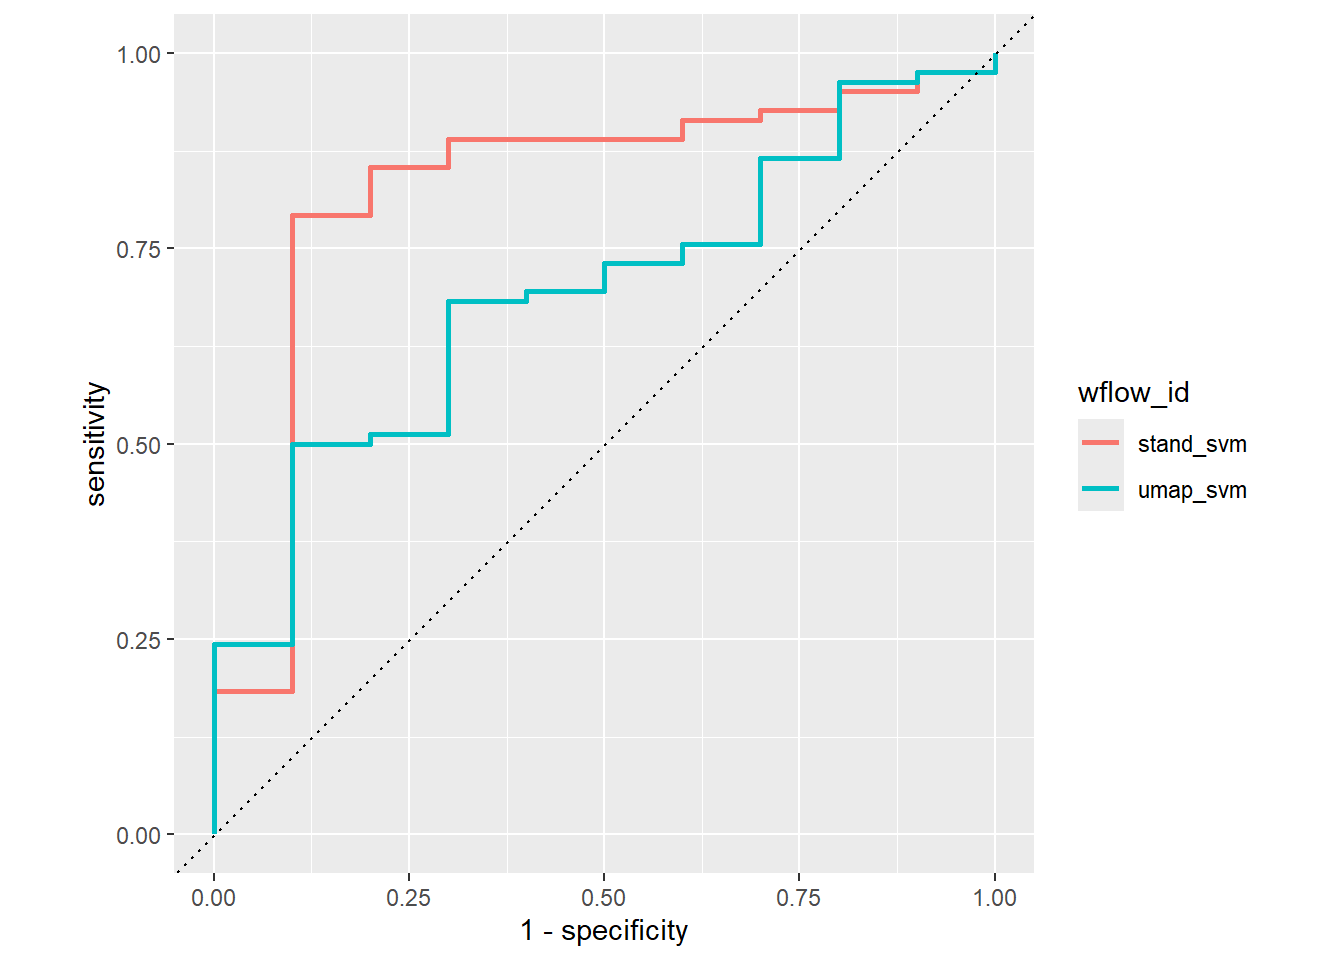 1.00
0.75
0.50
0.25
0.00
sensitivity
0.00 0.25 0.50 0.75 1.00
1 - specificity
wflow_id
stand_svm
umap_svm